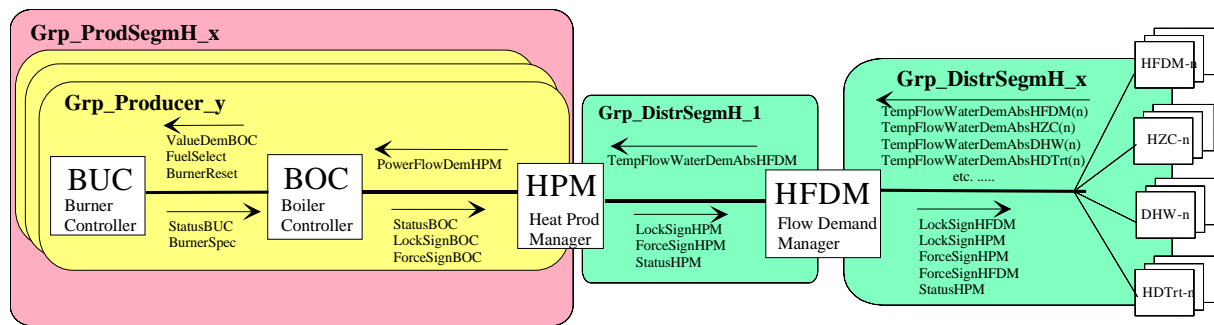 Grp_ProdSegmH_x
Grp_Producer_y
ValueDemBOC
FuelSelect
BurnerReset
BUC
Burner
Controller
StatusBUC
BurnerSpec
BOC
Boiler
Controller
PowerFlowDemHPM
StatusBOC
LockSignBOC
ForceSignBOC
HPM
Heat Prod
Manager
Grp_DistrSegmH_1
TempFlowWaterDemAbsHFDM
LockSignHPM
ForceSignHPM
StatusHPM
HFDM
Flow Demand
Manager
Grp_DistrSegmH_x
TempFlowWaterDemAbsHFDM(n)
TempFlowWaterDemAbsHZC(n)
TempFlowWaterDemAbsDHW(n)
TempFlowWaterDemAbsHDTrt(n)
etc. .....
LockSignHFDM
LockSignHPM
ForceSignHPM
ForceSignHFDM
StatusHPM
HFDM-n
HZC-n
DHW-n
HDTrt-n